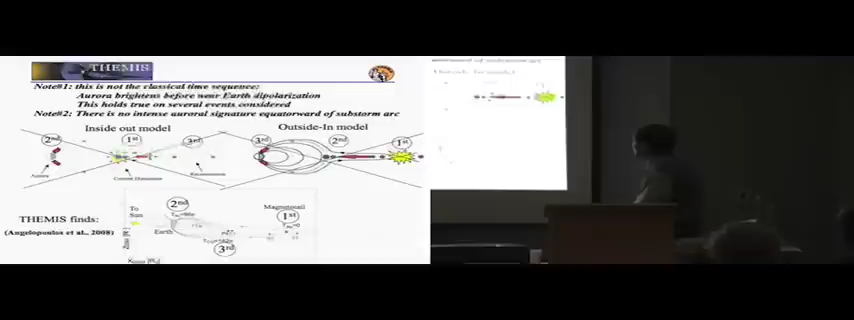 THEMIS
Note#1: this is not the classical time sequence:
Aurora brightens before near Earth dipolarization
This holds true on several events considered
Note#2: There is no intense auroral signature equatorward of substorm arc
Inside out model
Outside-In model
2nd
1st
3rd
3rd
2nd
1st
Aurora
Current Disruption
Reconnection
THEMIS finds:
(Angelopoulos et al., 2008)
To
Sun
2nd
Earth
3rd
Magnetotail
1st